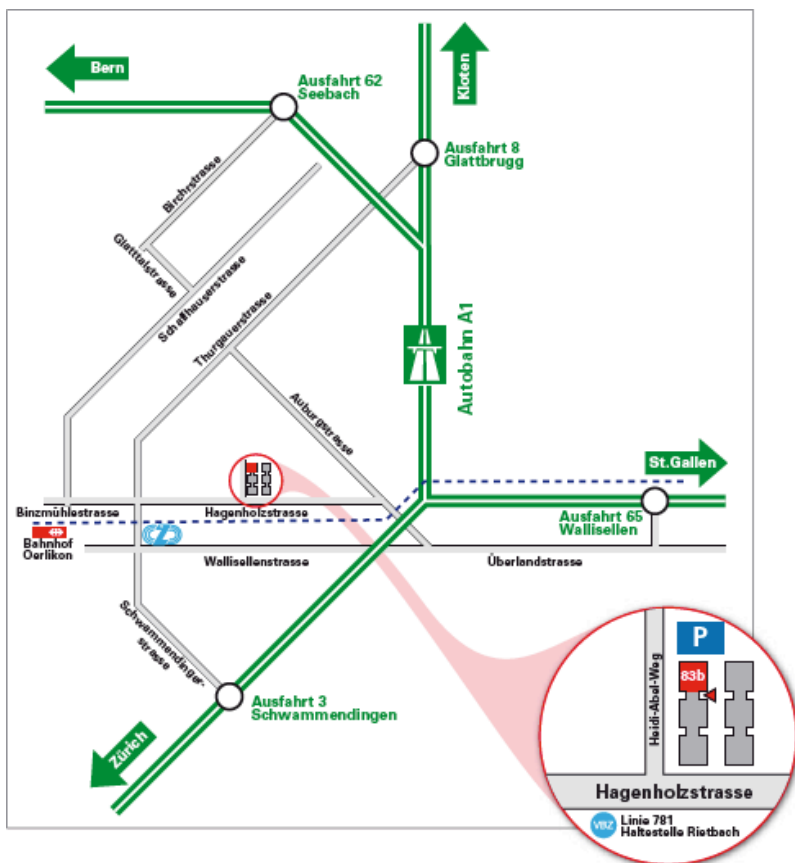 Bern
Ausfahrt 62
Seebach
Kloten
Ausfahrt 8
Glattbrugg
Birchrstrasse
Glatttalstrasse
Schaffhauserstrasse
Thurgauerstrasse
Autobahn A1
Auburgstrasse
St.Gallen
Binzmühlestrasse
Hagenholzstrasse
Ausfahrt 65
Wallisellen
Bahnhof
Oerlikon
Wallisellenstrasse
Überlandstrasse
Schwammendinger-
strasse
Ausfahrt 3
Schwammendingen
Zürich
P
83b
Heidi-Abel-Weg
Hagenholzstrasse
VBZ
Linie 781
Haltestelle Rietbach